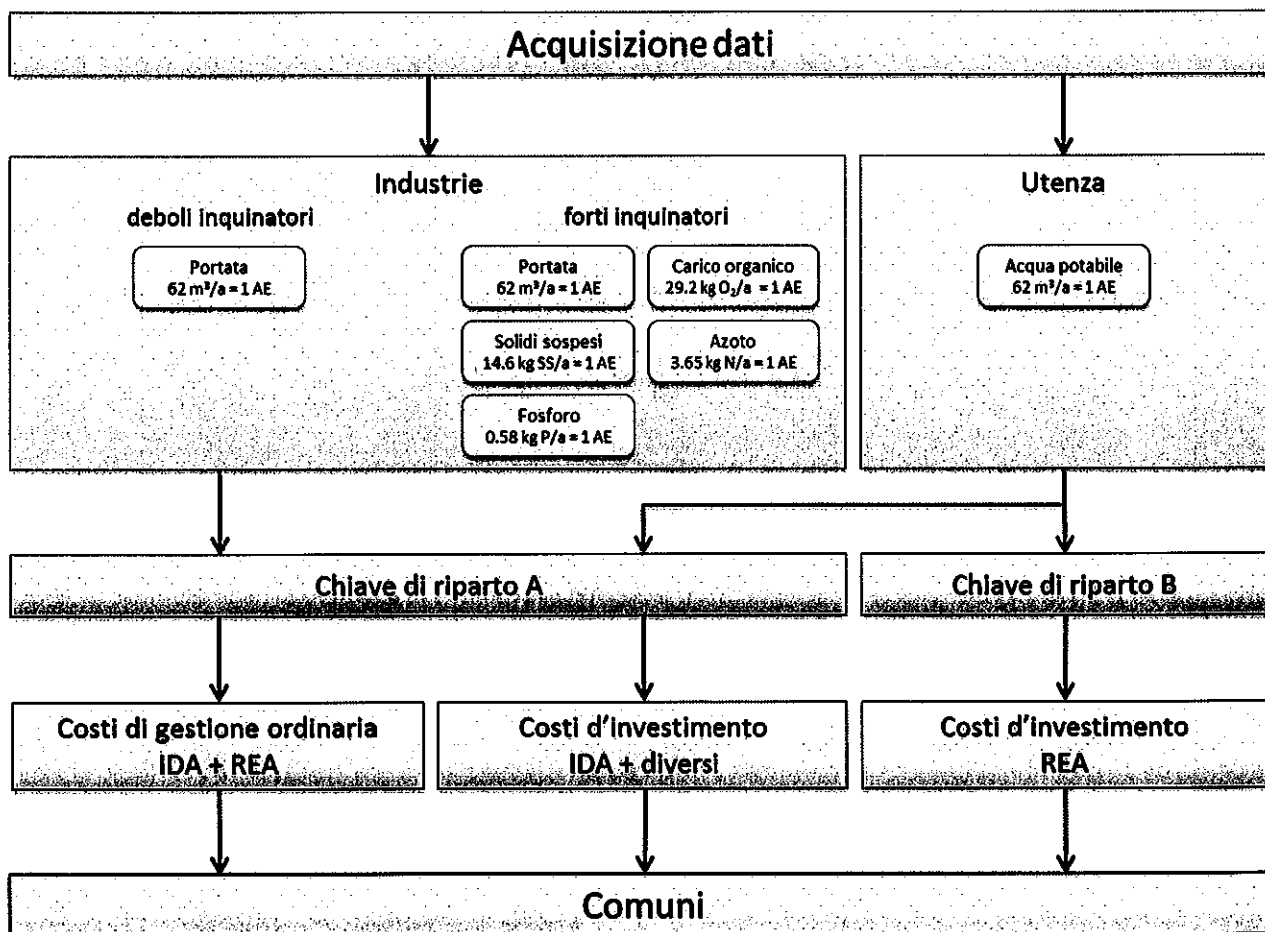 Acquisizione dati
Industrie
deboli inquinatori
forti inquinatori
Portata
62 m³/a = 1 AE
Portata
62 m³/a = 1 AE
Carico organico
29.2 kg O₂/a = 1 AE
Solidi sospesi
14.6 kg SS/a = 1 AE
Azoto
3.65 kg N/a = 1 AE
Fosforo
0.58 kg P/a = 1 AE
Utenza
Acqua potabile
62 m³/a = 1 AE
Chiave di riparto A
Chiave di riparto B
Costi di gestione ordinaria
IDA + REA
Costi d'investimento
IDA + diversi
Costi d'investimento
REA
Comuni